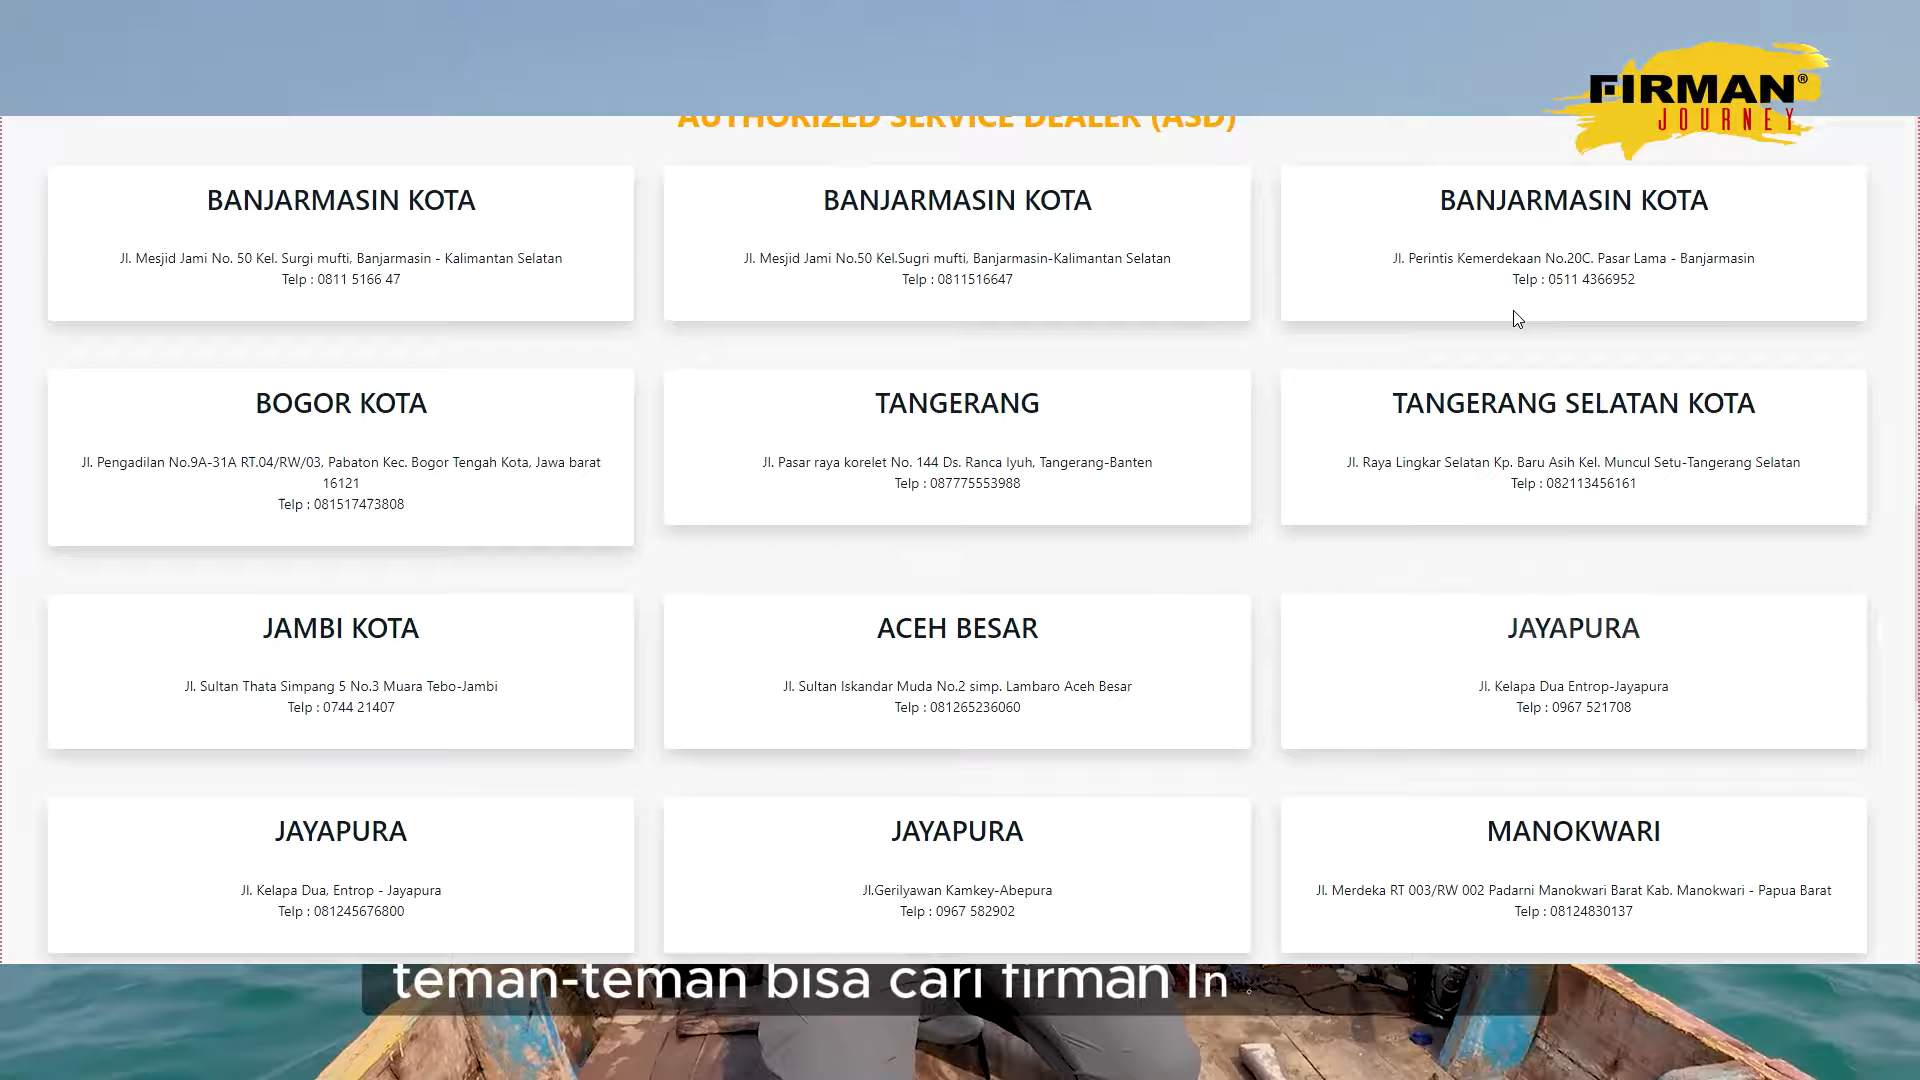 FIRMAN®
JOURNEY
AUTHORIZED SERVICE DEALER (ASD)
BANJARMASIN KOTA
Jl. Mesjid Jami No. 50 Kel. Surgi mufti, Banjarmasin - Kalimantan Selatan
Telp : 0811 5166 47
BANJARMASIN KOTA
Jl. Mesjid Jami No.50 Kel.Sugri mufti, Banjarmasin-Kalimantan Selatan
Telp : 0811516647
BANJARMASIN KOTA
Jl. Perintis Kemerdekaan No.20C. Pasar Lama - Banjarmasin
Telp : 0511 4366952
BOGOR KOTA
Jl. Pengadilan No.9A-31A RT.04/RW/03, Pabaton Kec. Bogor Tengah Kota, Jawa barat
16121
Telp : 081517473808
TANGERANG
Jl. Pasar raya korelet No. 144 Ds. Ranca Iyuh, Tangerang-Banten
Telp : 087775553988
TANGERANG SELATAN KOTA
Jl. Raya Lingkar Selatan Kp. Baru Asih Kel. Muncul Setu-Tangerang Selatan
Telp : 082113456161
JAMBI KOTA
Jl. Sultan Thata Simpang 5 No.3 Muara Tebo-Jambi
Telp : 0744 21407
ACEH BESAR
Jl. Sultan Iskandar Muda No.2 simp. Lambaro Aceh Besar
Telp : 081265236060
JAYAPURA
Jl. Kelapa Dua Entrop-Jayapura
Telp : 0967 521708
JAYAPURA
Jl. Kelapa Dua, Entrop - Jayapura
Telp : 081245676800
JAYAPURA
Jl.Gerilyawan Kamkey-Abepura
Telp : 0967 582902
MANOKWARI
Jl. Merdeka RT 003/RW 002 Padarni Manokwari Barat Kab. Manokwari - Papua Barat
Telp : 08124830137
teman-teman bisa cari firman In